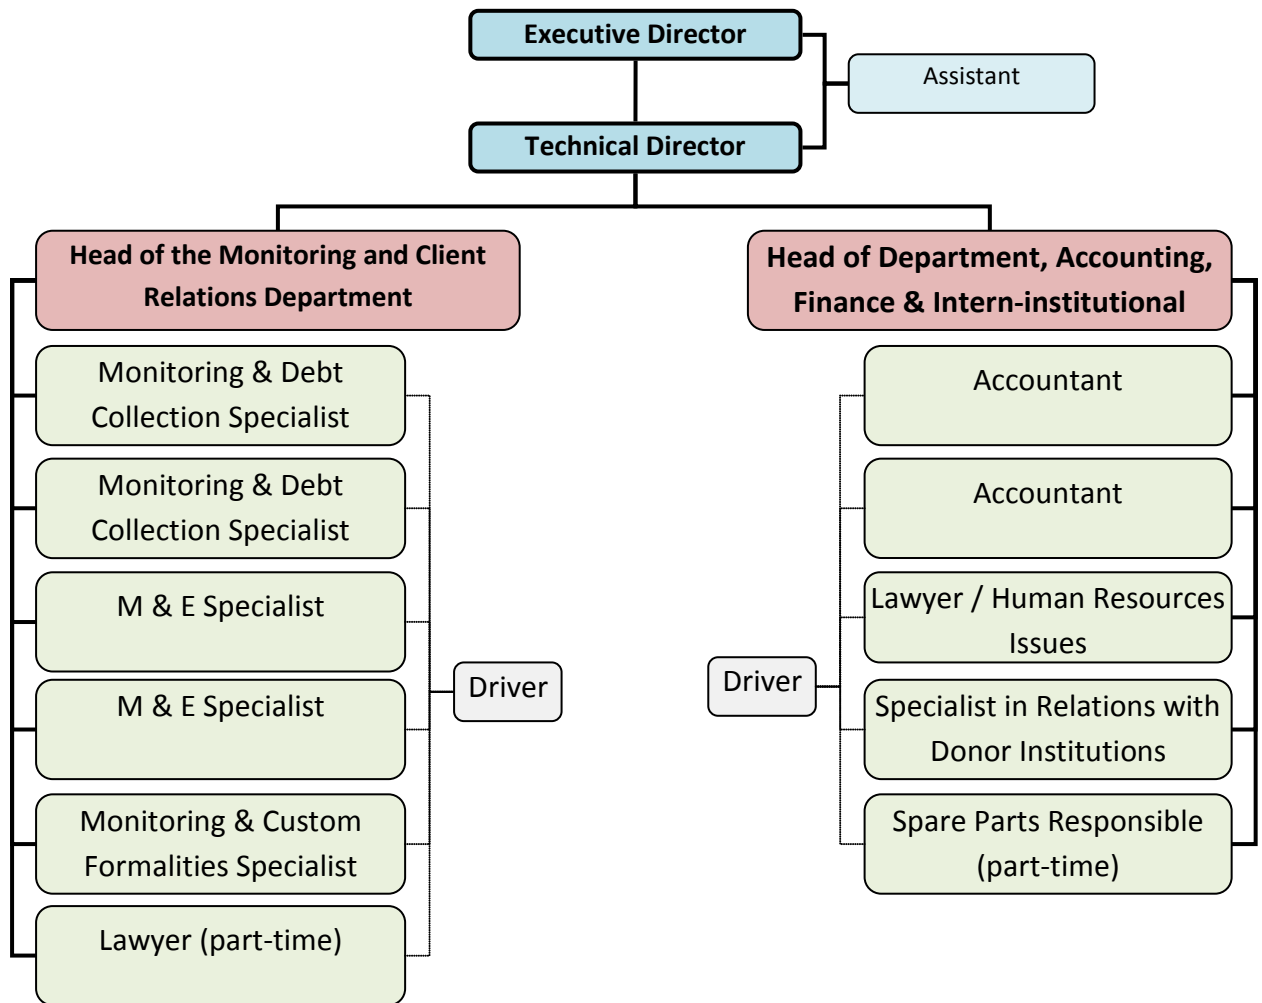 Executive Director
Assistant
Technical Director
Head of the Monitoring and Client
Relations Department
Head of Department, Accounting,
Finance & Intern-institutional
Monitoring & Debt
Collection Specialist
Monitoring & Debt
Collection Specialist
M & E Specialist
M & E Specialist
Monitoring & Custom
Formalities Specialist
Lawyer (part-time)
Driver
Driver
Accountant
Accountant
Lawyer / Human Resources
Issues
Specialist in Relations with
Donor Institutions
Spare Parts Responsible
(part-time)